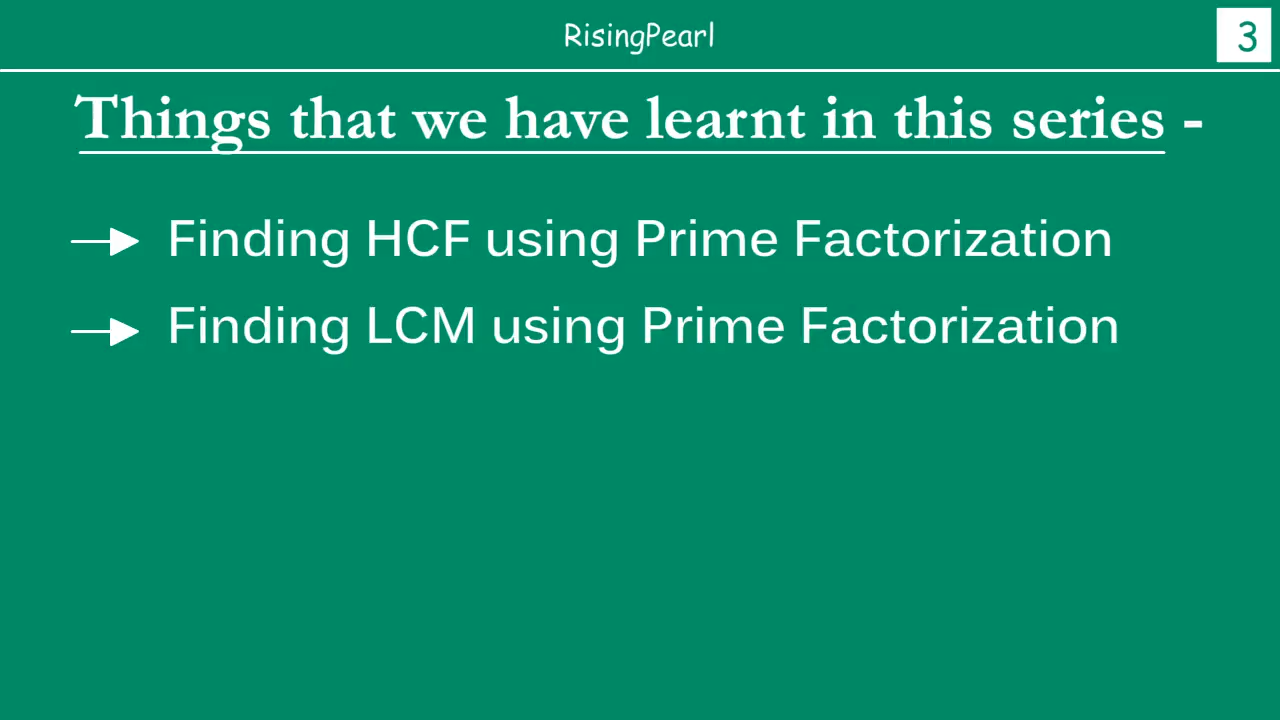 RisingPearl
3
Things that we have learnt in this series -
Finding HCF using Prime Factorization
Finding LCM using Prime Factorization